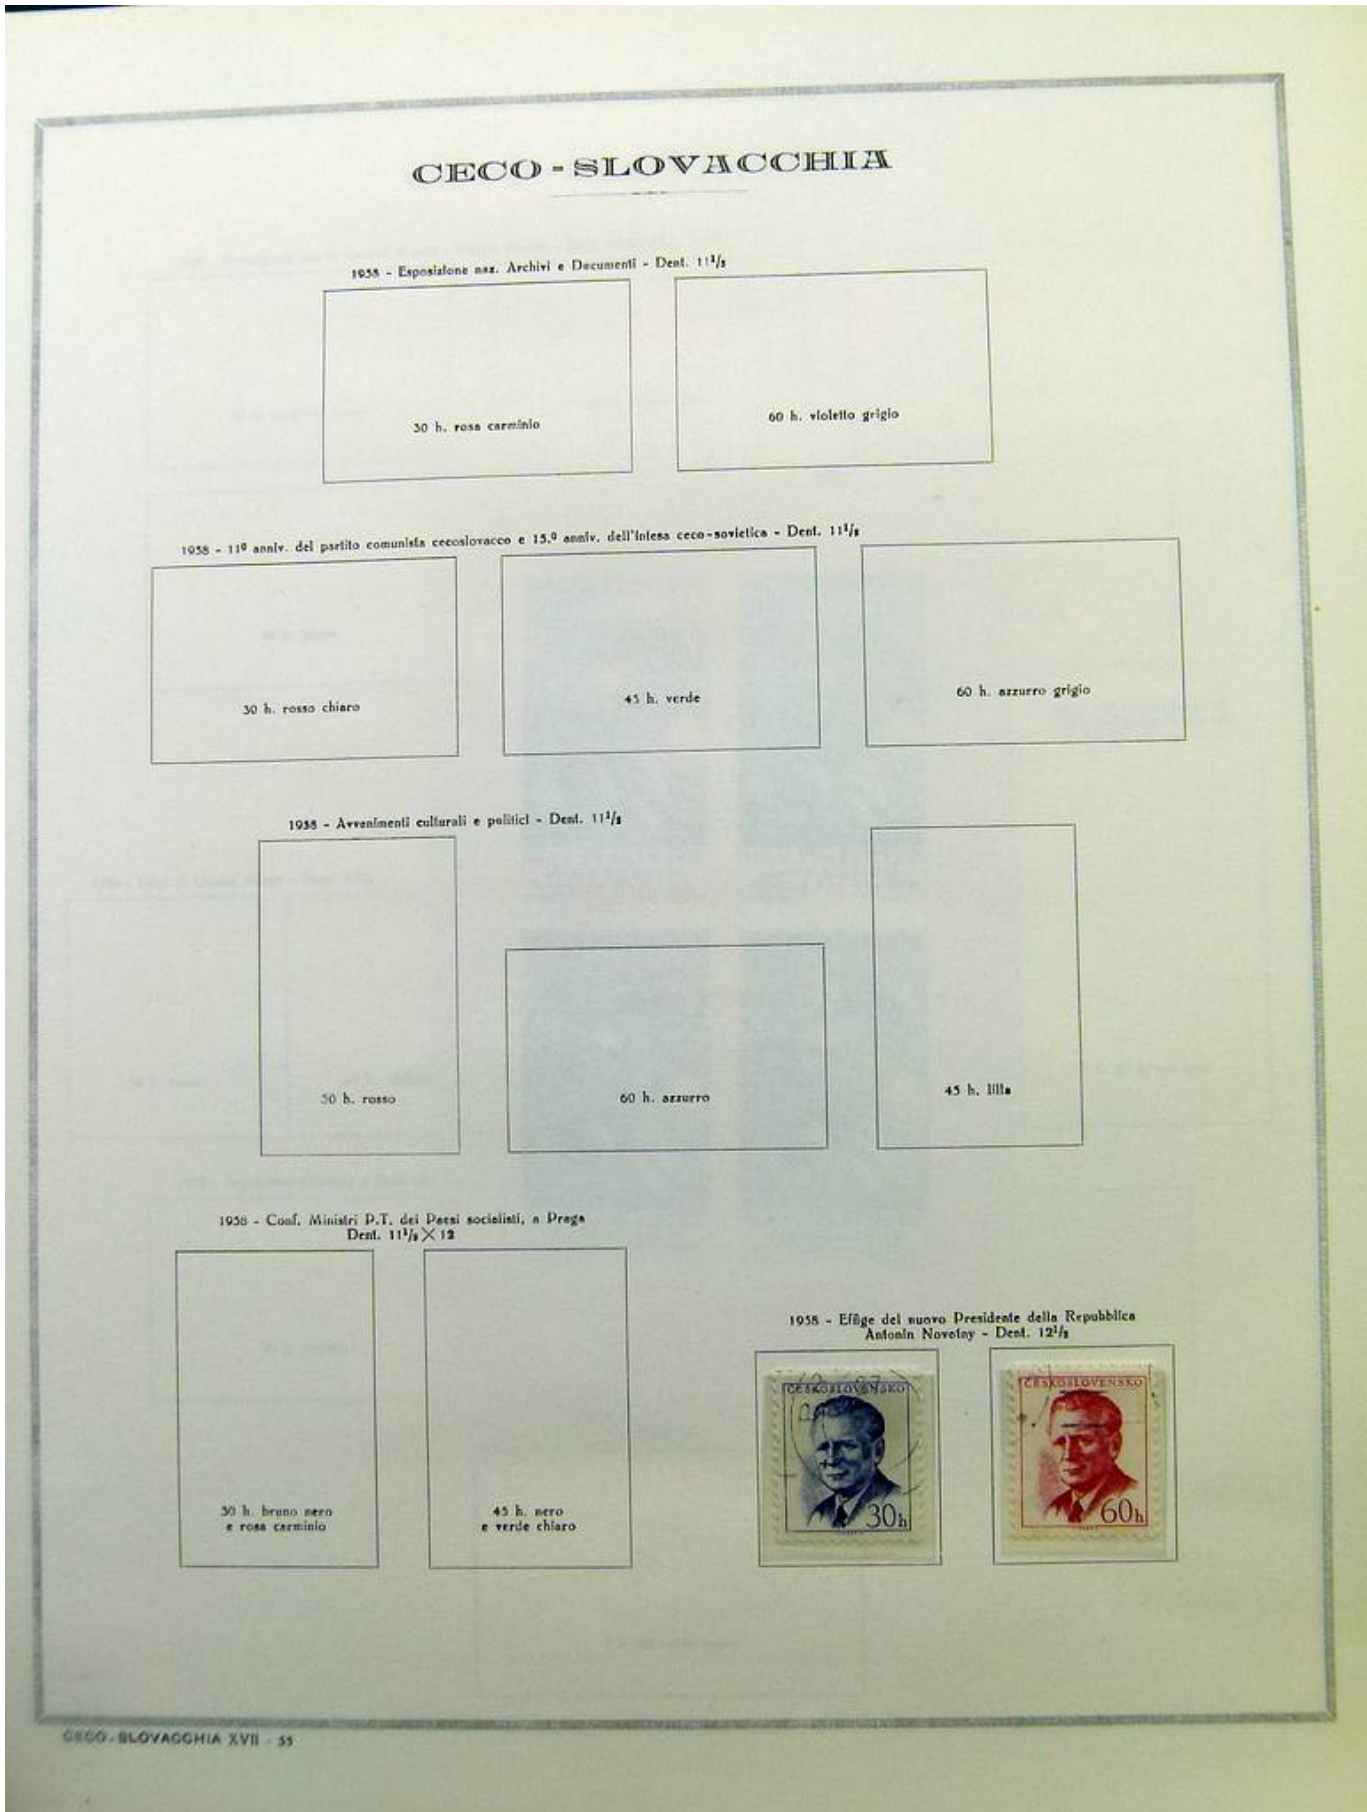 CECO-SLOVACCHIA
1958 - Esposizione naz. Archivi e Documenti - Dent. 11½
30 h. rosa carminio
60 h. violetto grigio
1958 - 11º anniv. del partito comunista cecoslovacco e 15.º anniv. dell'intesa ceco-sovietica - Dent. 11½
30 h. rosso chiaro
45 h. verde
60 h. azzurro grigio
1958 - Avvenimenti culturali e politici - Dent. 11½
30 h. rosso
60 h. azzurro
45 h. lilla
1958 - Conf. Ministri P.T. dei Paesi socialisti, a Praga
Dent. 11½×12
30 h. bruno nero
e rosa carminio
45 h. nero
e verde chiaro
1958 - Effige del nuovo Presidente della Repubblica
Antonin Novotny - Dent. 12½
ČESKOSLOVENSKO
30h
ČESKOSLOVENSKO
60h
CECO-SLOVACCHIA XVII - 55